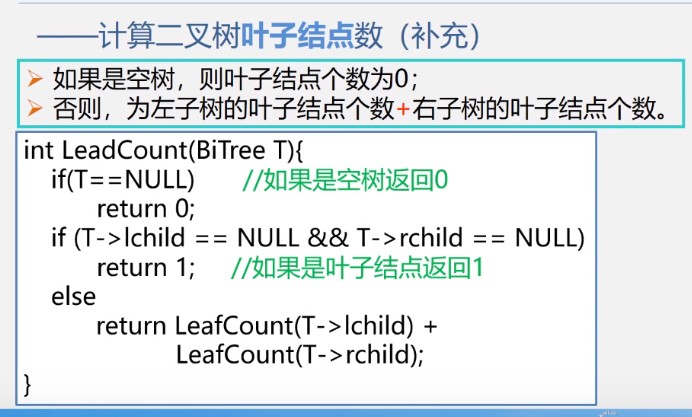 ——计算二叉树叶子结点数（补充）
➢ 如果是空树，则叶子结点个数为0；
➢ 否则，为左子树的叶子结点个数+右子树的叶子结点个数。
int LeadCount(BiTree T){
if(T==NULL) //如果是空树返回0
return 0;
if (T->lchild == NULL && T->rchild == NULL)
return 1; //如果是叶子结点返回1
else
return LeafCount(T->lchild) +
LeafCount(T->rchild);
}